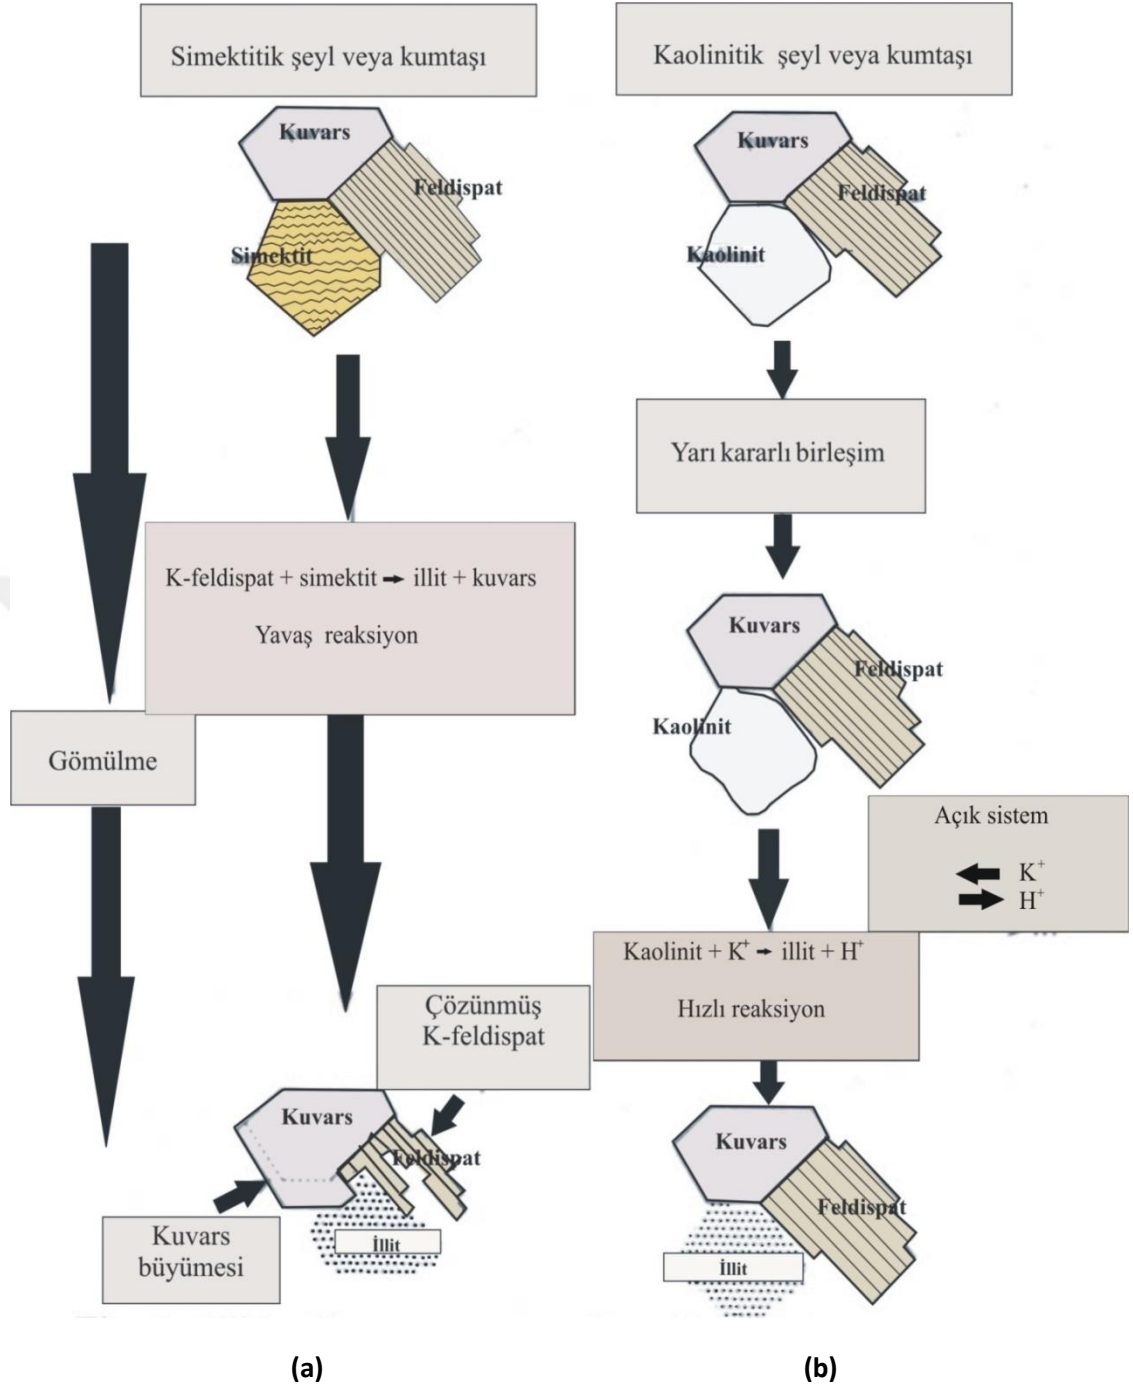 Simektitik şeyl veya kumtaşı
Kuvars
Feldispat
Simektit
K-feldispat + simektit → illit + kuvars
Yavaş reaksiyon
Gömülme
Çözünmüş
K-feldispat
Kuvars
Feldispat
İllit
Kuvars
büyümesi
(a)
Kaolinitik şeyl veya kumtaşı
Kuvars
Feldispat
Kaolinit
Yarı kararlı birleşim
Kuvars
Feldispat
Kaolinit
Açık sistem
K⁺
H⁺
Kaolinit + K⁺ → illit + H⁺
Hızlı reaksiyon
Kuvars
Feldispat
İllit
(b)